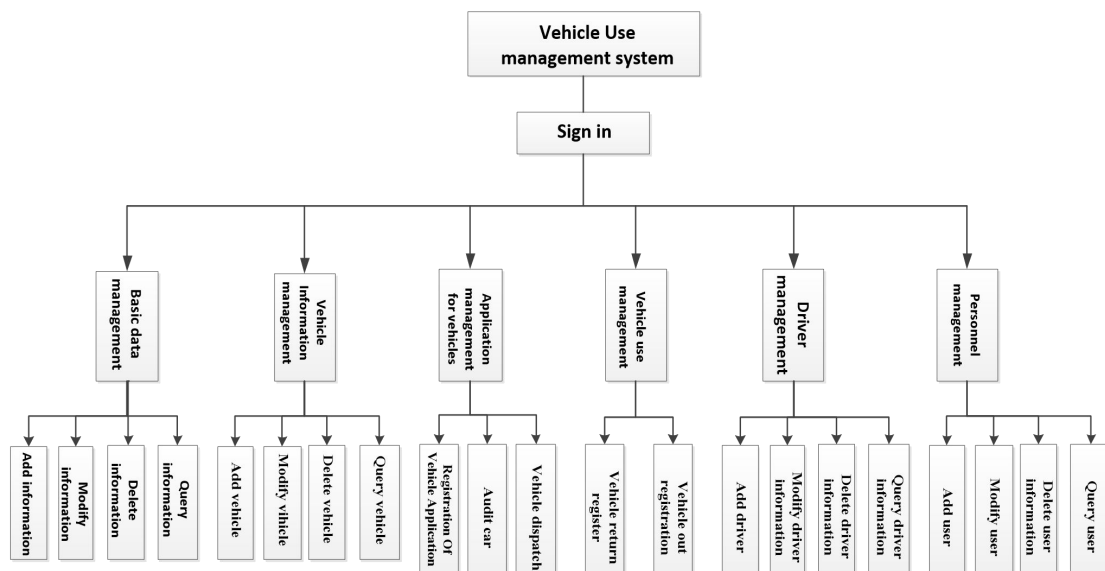 Vehicle Use
management system
Sign in
Basic data
management
Vehicle
Information
management
Application
management
for vehicles
Vehicle use
management
Driver
management
Personnel
management
Add information
Modify
information
Delete
information
Query
information
Add vehicle
Modify vihicle
Delete vehicle
Query vehicle
Registration Of
Vehicle Application
Audit car
Vehicle dispatch
Vehicle return
register
Vehicle out
registration
Add driver
Modify driver
information
Delete driver
information
Query driver
information
Add user
Modify user
Delete user
information
Query user